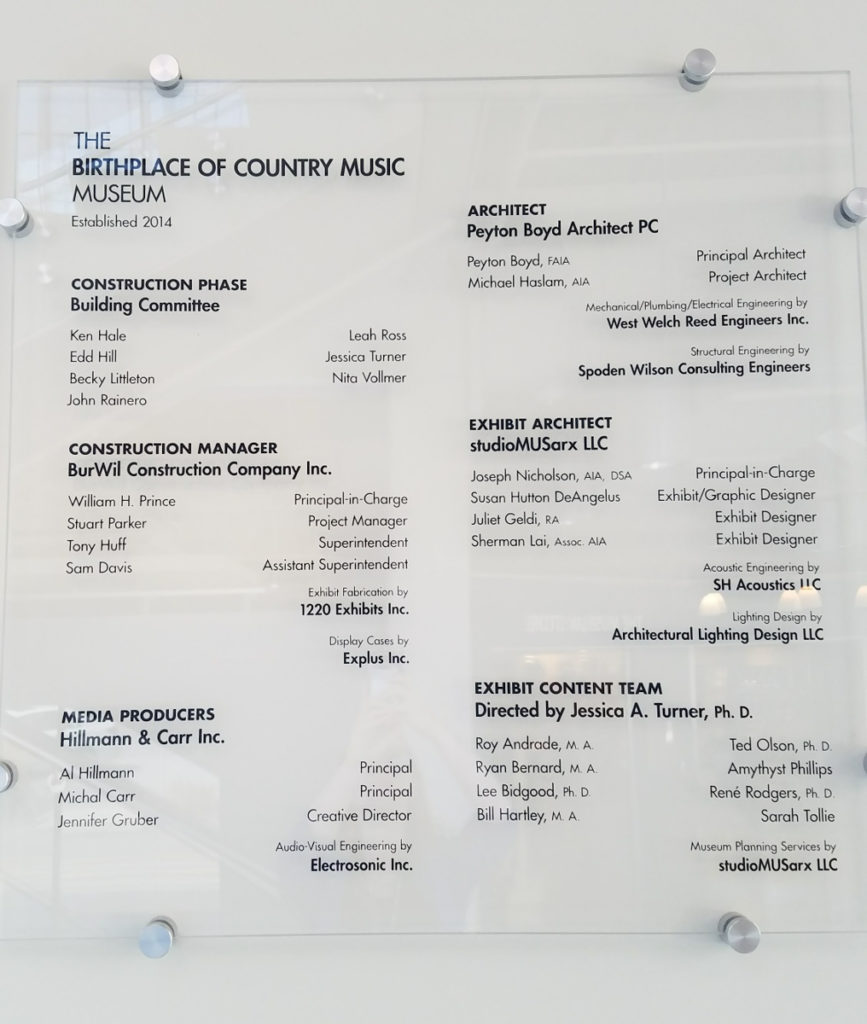 THE
BIRTHPLACE OF COUNTRY MUSIC
MUSEUM
Established 2014
CONSTRUCTION PHASE
Building Committee
Ken Hale Leah Ross
Edd Hill Jessica Turner
Becky Littleton Nita Vollmer
John Rainero
CONSTRUCTION MANAGER
BurWil Construction Company Inc.
William H. Prince Principal-in-Charge
Stuart Parker Project Manager
Tony Huff Superintendent
Sam Davis Assistant Superintendent
Exhibit Fabrication by
1220 Exhibits Inc.
Display Cases by
Explus Inc.
MEDIA PRODUCERS
Hillmann & Carr Inc.
Al Hillmann Principal
Michal Carr Principal
Jennifer Gruber Creative Director
Audio-Visual Engineering by
Electrosonic Inc.
ARCHITECT
Peyton Boyd Architect PC
Peyton Boyd, FAIA Principal Architect
Michael Haslam, AIA Project Architect
Mechanical/Plumbing/Electrical Engineering by
West Welch Reed Engineers Inc.
Structural Engineering by
Spoden Wilson Consulting Engineers
EXHIBIT ARCHITECT
studioMUSarx LLC
Joseph Nicholson, AIA, DSA Principal-in-Charge
Susan Hutton DeAngelus Exhibit/Graphic Designer
Juliet Geldi, RA Exhibit Designer
Sherman Lai, Assoc. AIA Exhibit Designer
Acoustic Engineering by
SH Acoustics LLC
Lighting Design by
Architectural Lighting Design LLC
EXHIBIT CONTENT TEAM
Directed by Jessica A. Turner, Ph. D.
Roy Andrade, M. A. Ted Olson, Ph. D.
Ryan Bernard, M. A. Amythyst Phillips
Lee Bidgood, Ph. D. René Rodgers, Ph. D.
Bill Hartley, M. A. Sarah Tollie
Museum Planning Services by
studioMUSarx LLC